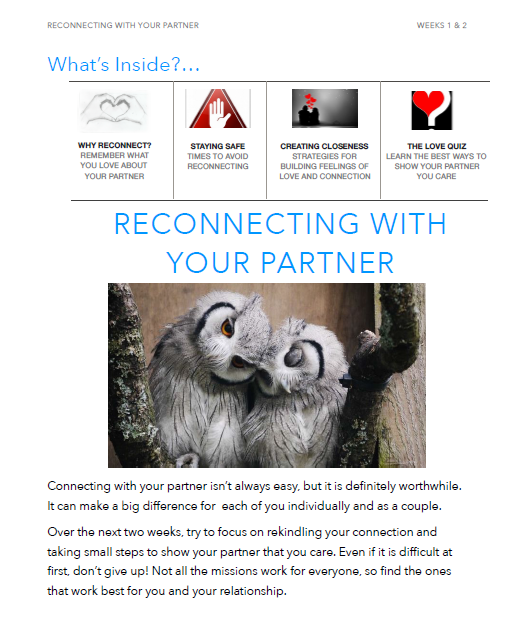 RECONNECTING WITH YOUR PARTNER WEEKS 1 & 2
What's Inside?...
WHY RECONNECT?
REMEMBER WHAT
YOU LOVE ABOUT
YOUR PARTNER
STAYING SAFE
TIMES TO AVOID
RECONNECTING
CREATING CLOSENESS
STRATEGIES FOR
BUILDING FEELINGS OF
LOVE AND CONNECTION
THE LOVE QUIZ
LEARN THE BEST WAYS TO
SHOW YOUR PARTNER
YOU CARE
RECONNECTING WITH
YOUR PARTNER
Connecting with your partner isn't always easy, but it is definitely worthwhile.
It can make a big difference for each of you individually and as a couple.
Over the next two weeks, try to focus on rekindling your connection and
taking small steps to show your partner that you care. Even if it is difficult at
first, don't give up! Not all the missions work for everyone, so find the ones
that work best for you and your relationship.